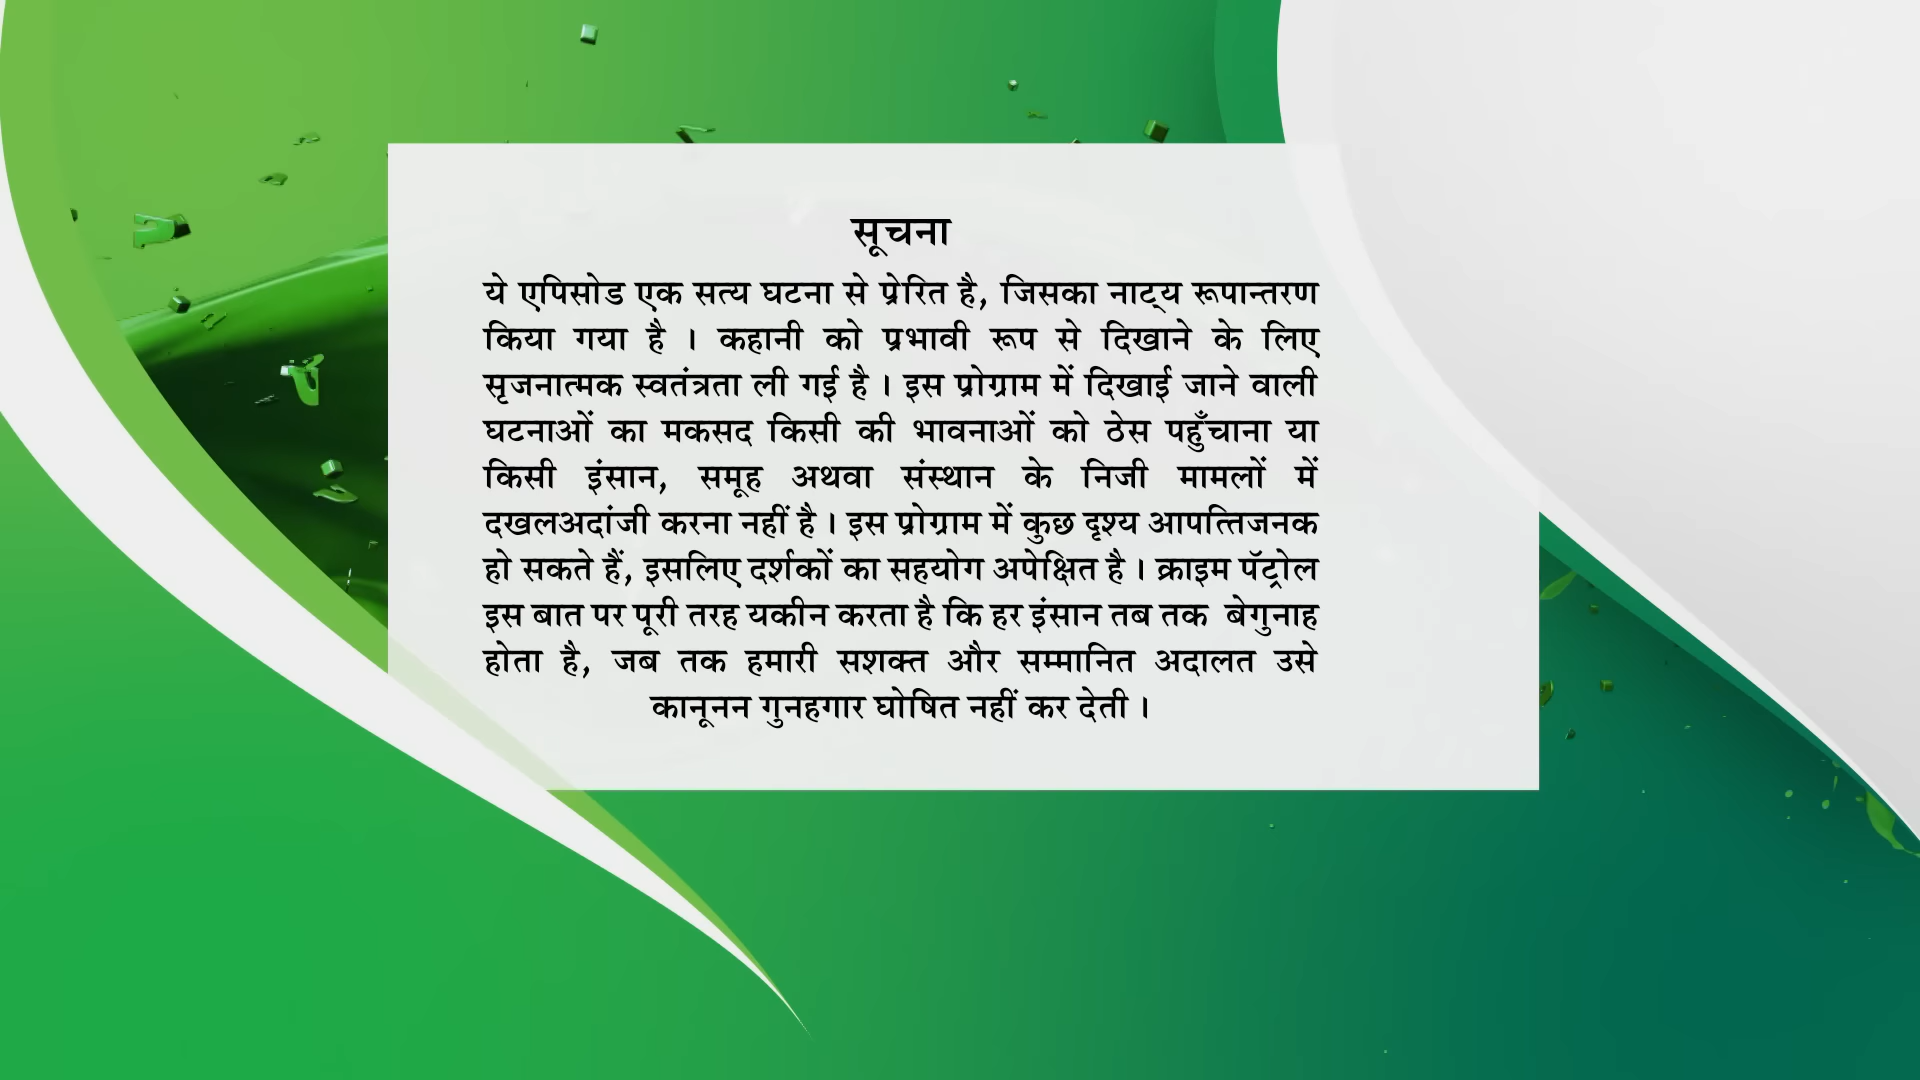 सूचना
ये एपिसोड एक सत्य घटना से प्रेरित है, जिसका नाट्य रूपान्तरण
किया गया है । कहानी को प्रभावी रूप से दिखाने के लिए
सृजनात्मक स्वतंत्रता ली गई है । इस प्रोग्राम में दिखाई जाने वाली
घटनाओं का मकसद किसी की भावनाओं को ठेस पहुँचाना या
किसी इंसान, समूह अथवा संस्थान के निजी मामलों में
दखलअदांजी करना नहीं है । इस प्रोग्राम में कुछ दृश्य आपत्तिजनक
हो सकते हैं, इसलिए दर्शकों का सहयोग अपेक्षित है । क्राइम पॅट्रोल
इस बात पर पूरी तरह यकीन करता है कि हर इंसान तब तक बेगुनाह
होता है, जब तक हमारी सशक्त और सम्मानित अदालत उसे
कानूनन गुनहगार घोषित नहीं कर देती ।